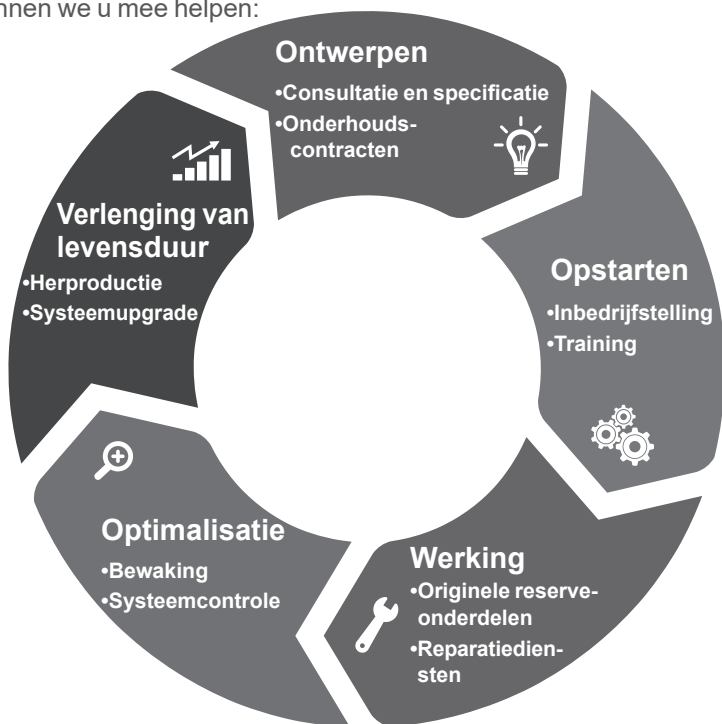 nnen we u mee helpen:
Ontwerpen
•Consultatie en specificatie
•Onderhouds-
contracten
Opstarten
•Inbedrijfstelling
•Training
Werking
•Originele reserve-
onderdelen
•Reparatiedien-
sten
Optimalisatie
•Bewaking
•Systeemcontrole
Verlenging van
levensduur
•Herproductie
•Systeemupgrade